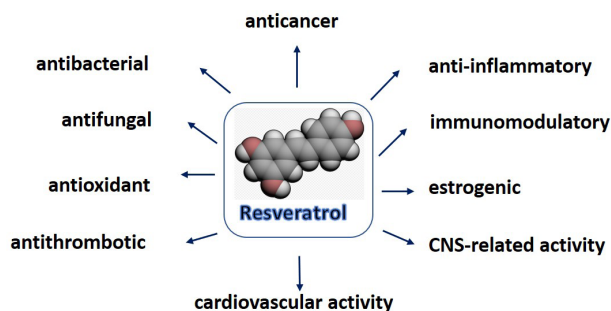 anticancer
antibacterial
anti-inflammatory
antifungal
immunomodulatory
antioxidant
estrogenic
Resveratrol
antithrombotic
CNS-related activity
cardiovascular activity